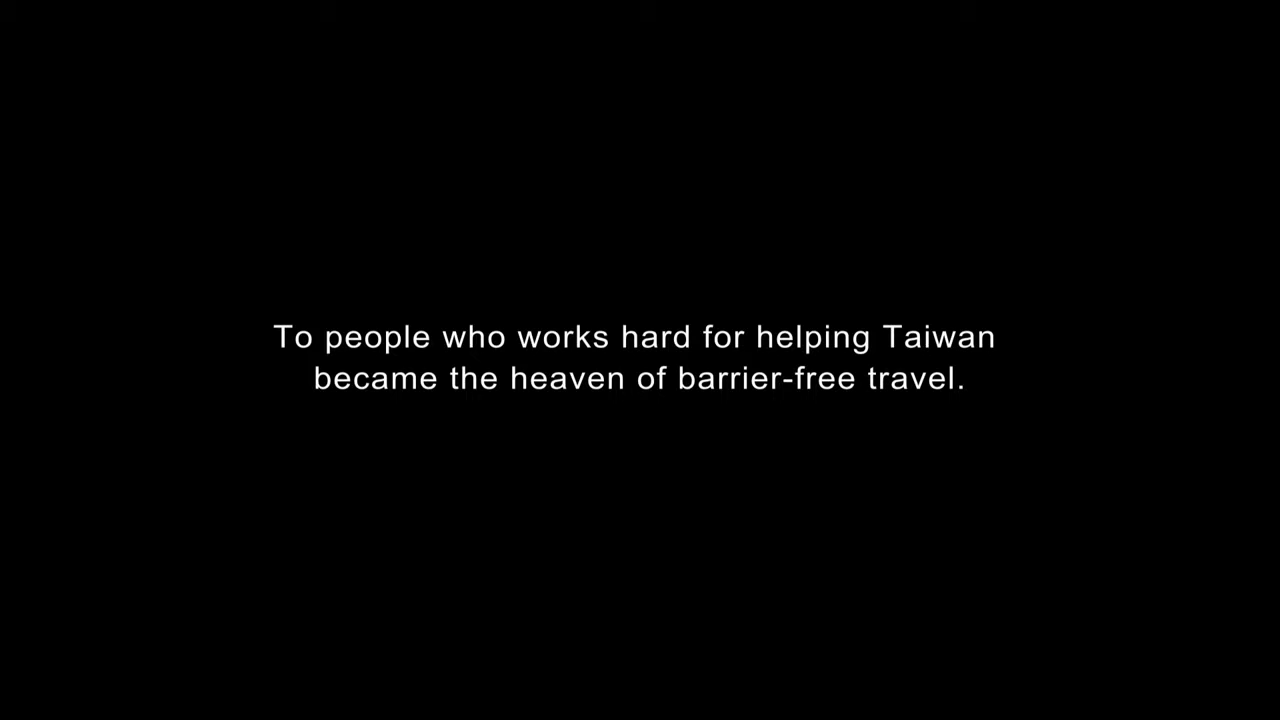 To people who works hard for helping Taiwan
became the heaven of barrier-free travel.